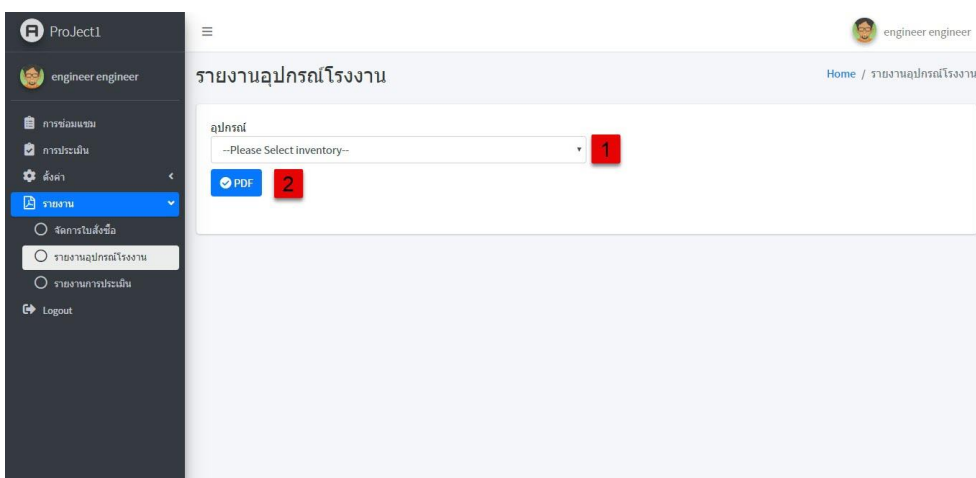 ProJect1
engineer engineer
engineer engineer
รายงานอุปกรณ์โรงงาน
Home / รายงานอุปกรณ์โรงงาน
การซ่อมแซม
การประเมิน
ตั้งค่า
รายงาน
จัดการใบสั่งซื้อ
รายงานอุปกรณ์โรงงาน
รายงานการประเมิน
Logout
อุปกรณ์
--Please Select inventory--
1
PDF
2